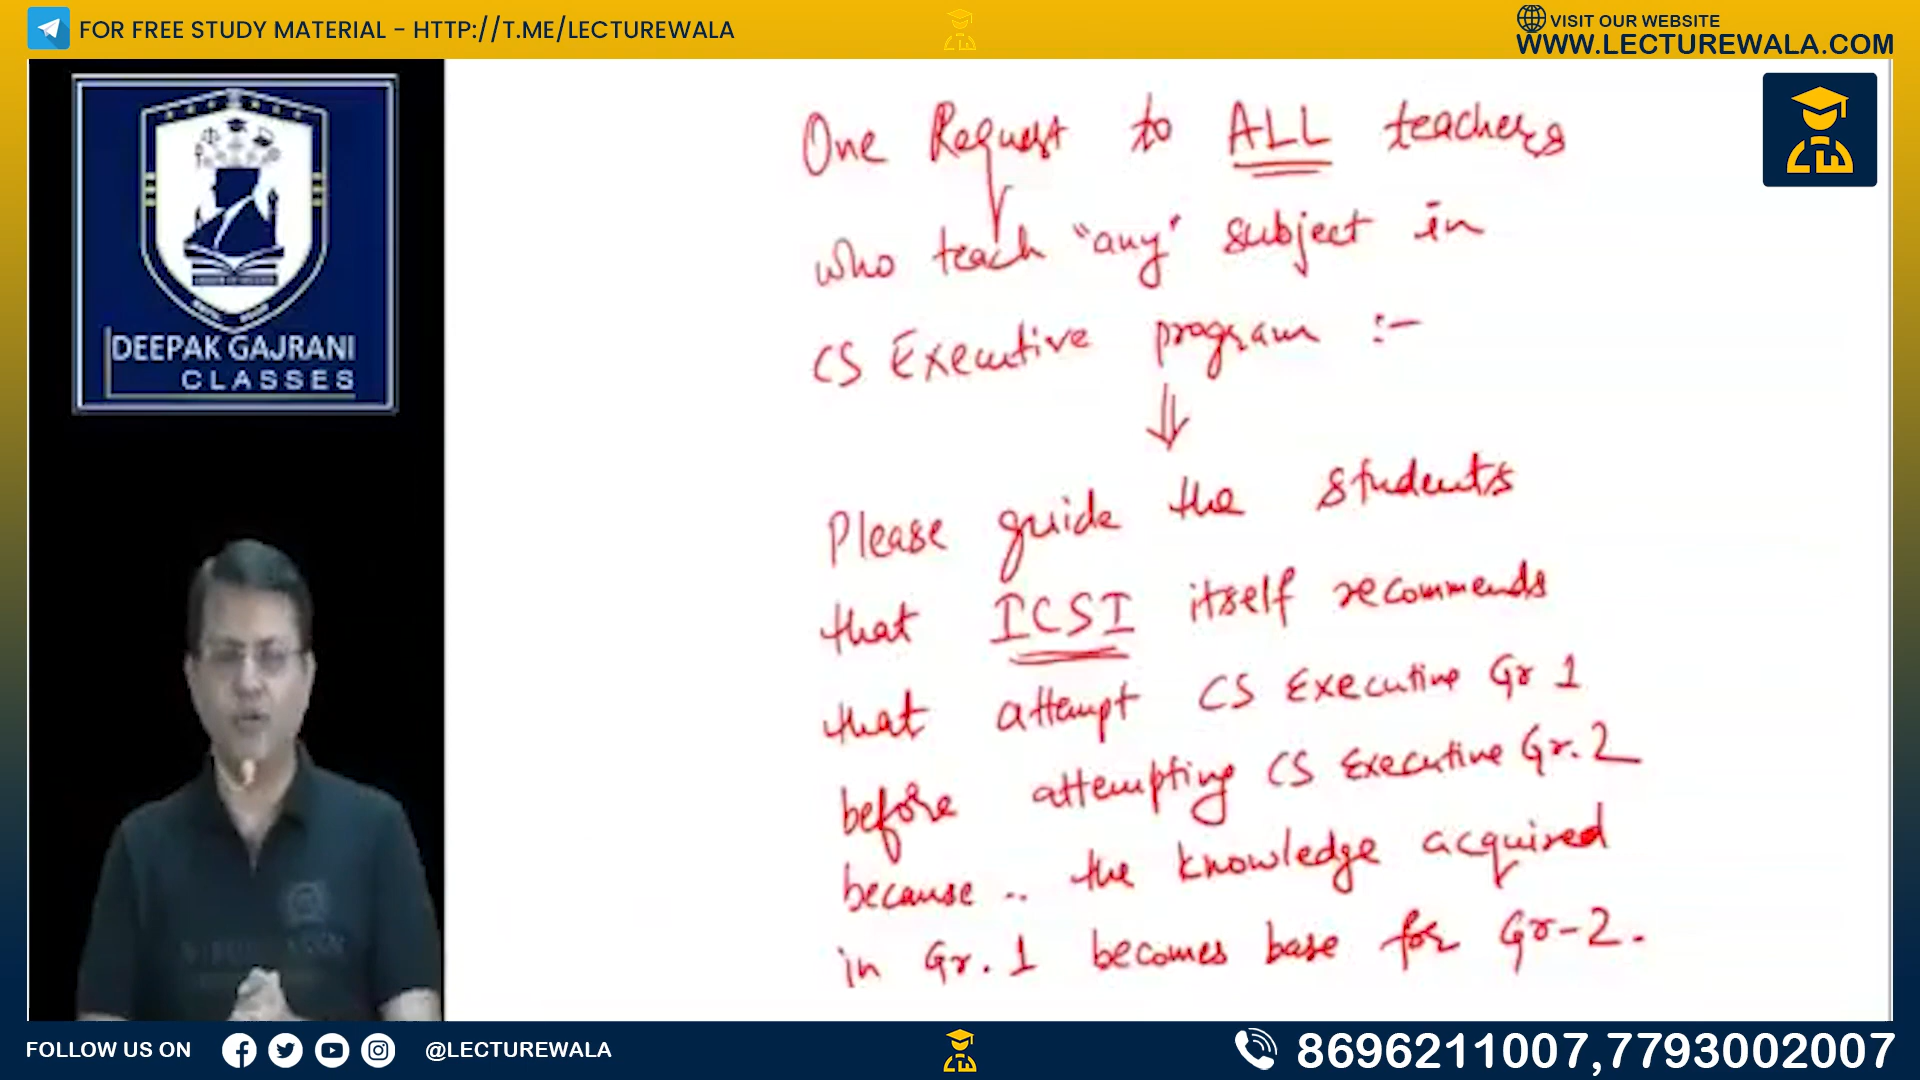 FOR FREE STUDY MATERIAL - HTTP://T.ME/LECTUREWALA
VISIT OUR WEBSITE
WWW.LECTUREWALA.COM
DEEPAK GAJRANI
CLASSES
One Request to ALL teachers
who teach "any" subject in
CS Executive program :-
Please guide the students
that ICSI itself recommends
that attempt CS Executive Gr 1
before attempting CS Executive Gr. 2
because .. the knowledge acquired
in Gr. 1 becomes base for Gr-2.
FOLLOW US ON
@LECTUREWALA
8696211007,7793002007